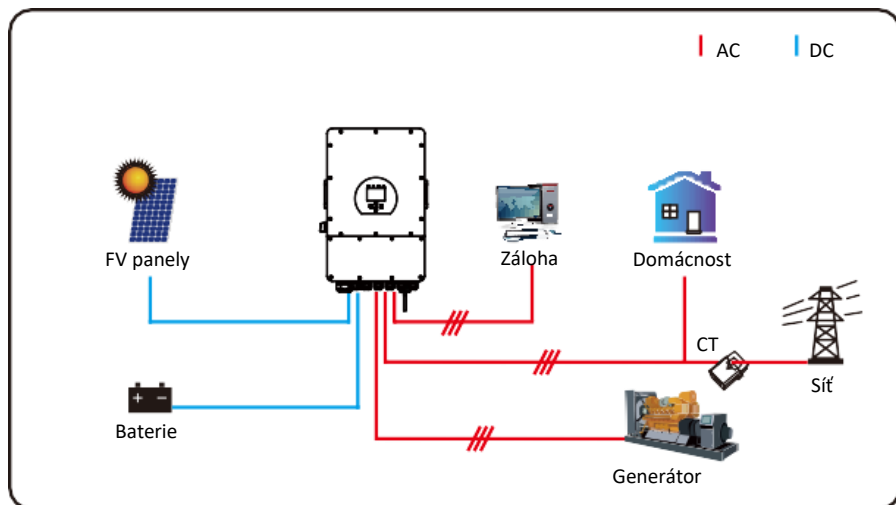 AC
DC
FV panely
Záloha
Domácnost
CT
Síť
+ −
Baterie
Generátor